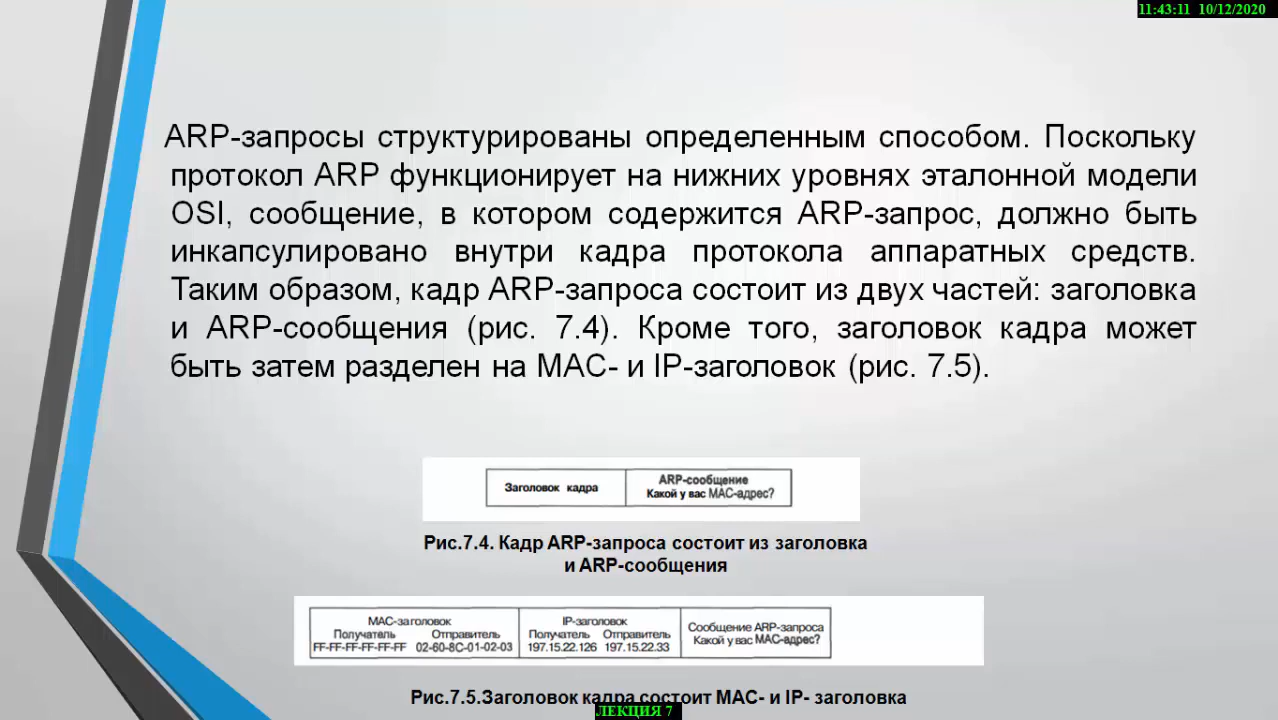 11:43:11 10/12/2020
ARP-запросы структурированы определенным способом. Поскольку
протокол ARP функционирует на нижних уровнях эталонной модели
OSI, сообщение, в котором содержится ARP-запрос, должно быть
инкапсулировано внутри кадра протокола аппаратных средств.
Таким образом, кадр ARP-запроса состоит из двух частей: заголовка
и ARP-сообщения (рис. 7.4). Кроме того, заголовок кадра может
быть затем разделен на MAC- и IP-заголовок (рис. 7.5).
Заголовок кадра
ARP-сообщение
Какой у вас MAC-адрес?
Рис.7.4. Кадр ARP-запроса состоит из заголовка
и ARP-сообщения
MAC-заголовок
Получатель Отправитель
FF-FF-FF-FF-FF-FF 02-60-8C-01-02-03
IP-заголовок
Получатель Отправитель
197.15.22.126 197.15.22.33
Сообщение ARP-запроса
Какой у вас MAC-адрес?
Рис.7.5.Заголовок кадра состоит MAC- и IP- заголовка
ЛЕКЦИЯ 7